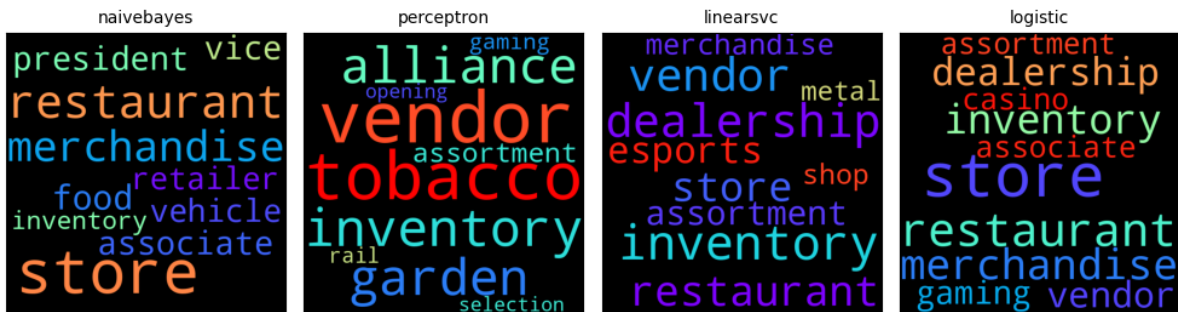 naivebayes
vice
president
restaurant
merchandise
retailer
food
inventory vehicle
associate
store
perceptron
gaming
alliance
opening
vendor
assortment
tobacco
inventory
rail
garden
selection
linearsvc
merchandise
vendor
metal
dealership
esports
shop
store
assortment
inventory
restaurant
logistic
assortment
dealership
casino
inventory
associate
store
restaurant
merchandise
gaming vendor